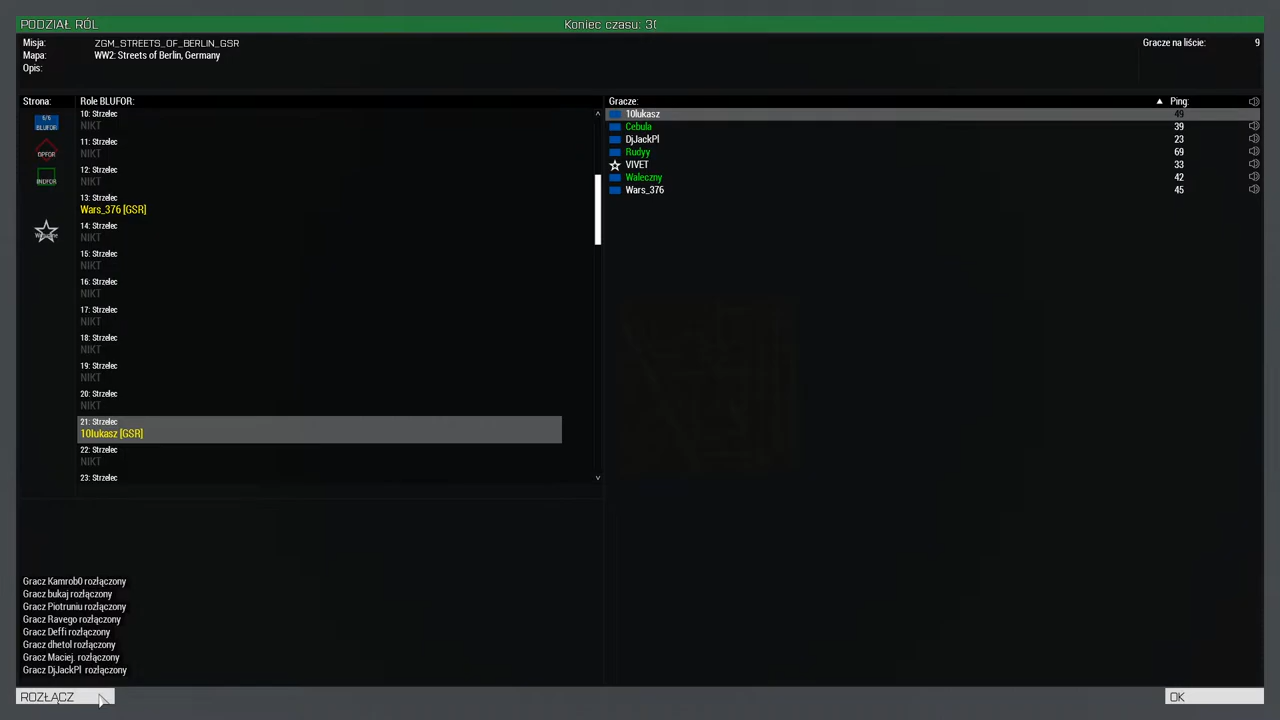 PODZIAŁ RÓL
Koniec czasu: 30
Misja: ZGM_STREETS_OF_BERLIN_GSR
Mapa: WW2: Streets of Berlin, Germany
Opis:
Gracze na liście: 9
Strona:
BLUFOR
OPFOR
INDFOR
Role BLUFOR:
10: Strzelec
NIKT
11: Strzelec
NIKT
12: Strzelec
NIKT
13: Strzelec
Wars_376 [GSR]
14: Strzelec
NIKT
15: Strzelec
NIKT
16: Strzelec
NIKT
17: Strzelec
NIKT
18: Strzelec
NIKT
19: Strzelec
NIKT
20: Strzelec
NIKT
21: Strzelec
10lukasz [GSR]
22: Strzelec
NIKT
23: Strzelec
Gracze: Ping:
10lukasz 49
Cebula 39
DjJackPl 23
Rudyy 69
VIVET 33
Waleczny 42
Wars_376 45
Gracz Kamrob0 rozłączony
Gracz bukaj rozłączony
Gracz Piotruniu rozłączony
Gracz Ravego rozłączony
Gracz Deffi rozłączony
Gracz dhetol rozłączony
Gracz Maciej. rozłączony
Gracz DjJackPl rozłączony
ROZŁĄCZ
OK